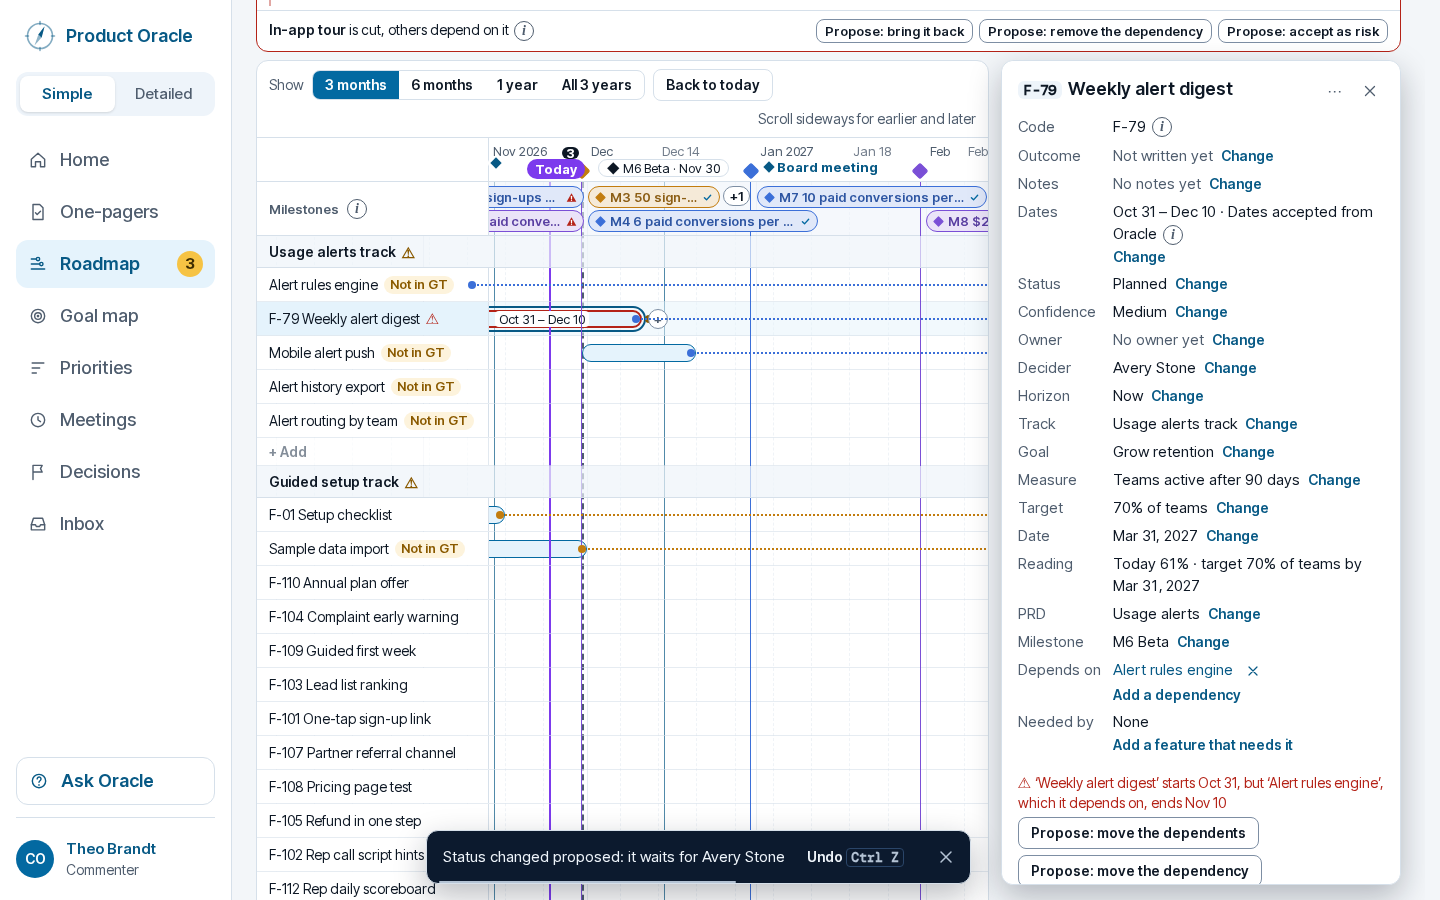 Product Oracle
Simple
Detailed
Home
One-pagers
Roadmap
3
Goal map
Priorities
Meetings
Decisions
Inbox
Ask Oracle
CO
Theo Brandt
Commenter
In-app tour is cut, others depend on it
i
Propose: bring it back
Propose: remove the dependency
Propose: accept as risk
Show
3 months
6 months
1 year
All 3 years
Back to today
Scroll sideways for earlier and later
Nov 2026
3
Dec
Dec 14
Jan 2027
Jan 18
Feb
Feb
Today
M6 Beta · Nov 30
Board meeting
Milestones
i
sign-ups ...
M3 50 sign-...
+1
M7 10 paid conversions per...
paid conve...
M4 6 paid conversions per ...
M8 $2
Usage alerts track
Alert rules engine
Not in GT
F-79 Weekly alert digest
Oct 31 – Dec 10
Mobile alert push
Not in GT
Alert history export
Not in GT
Alert routing by team
Not in GT
+ Add
Guided setup track
F-01 Setup checklist
Sample data import
Not in GT
F-110 Annual plan offer
F-104 Complaint early warning
F-109 Guided first week
F-103 Lead list ranking
F-101 One-tap sign-up link
F-107 Partner referral channel
F-108 Pricing page test
F-105 Refund in one step
F-102 Rep call script hints
F-112 Rep daily scoreboard
Status changed proposed: it waits for Avery Stone
Undo
Ctrl Z
F-79
Weekly alert digest
...
Code
F-79
i
Outcome
Not written yet
Change
Notes
No notes yet
Change
Dates
Oct 31 – Dec 10 · Dates accepted from
Oracle
i
Change
Status
Planned
Change
Confidence
Medium
Change
Owner
No owner yet
Change
Decider
Avery Stone
Change
Horizon
Now
Change
Track
Usage alerts track
Change
Goal
Grow retention
Change
Measure
Teams active after 90 days
Change
Target
70% of teams
Change
Date
Mar 31, 2027
Change
Reading
Today 61% · target 70% of teams by
Mar 31, 2027
PRD
Usage alerts
Change
Milestone
M6 Beta
Change
Depends on
Alert rules engine
Add a dependency
Needed by
None
Add a feature that needs it
‘Weekly alert digest’ starts Oct 31, but ‘Alert rules engine’,
which it depends on, ends Nov 10
Propose: move the dependents
Propose: move the dependency